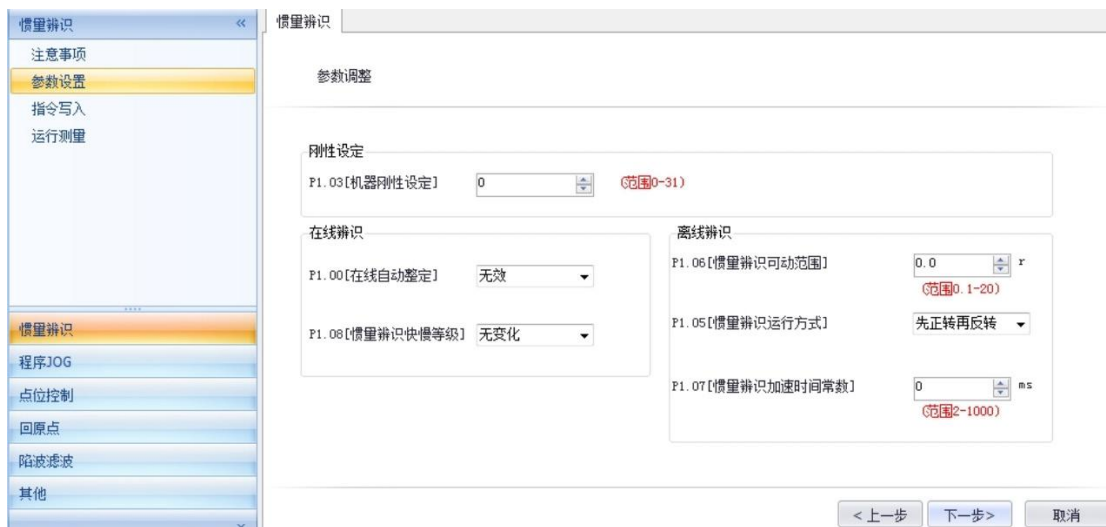 惯量辨识 «
注意事项
参数设置
指令写入
运行测量
惯量辨识
程序JOG
点位控制
回原点
陷波滤波
其他
惯量辨识
参数调整
刚性设定
P1.03[机器刚性设定] 0 (范围0-31)
在线辨识
P1.00[在线自动整定] 无效
P1.08[惯量辨识快慢等级] 无变化
离线辨识
P1.06[惯量辨识可动范围] 0.0 r
(范围0.1-20)
P1.05[惯量辨识运行方式] 先正转再反转
P1.07[惯量辨识加速时间常数] 0 ms
(范围2-1000)
<上一步 下一步> 取消